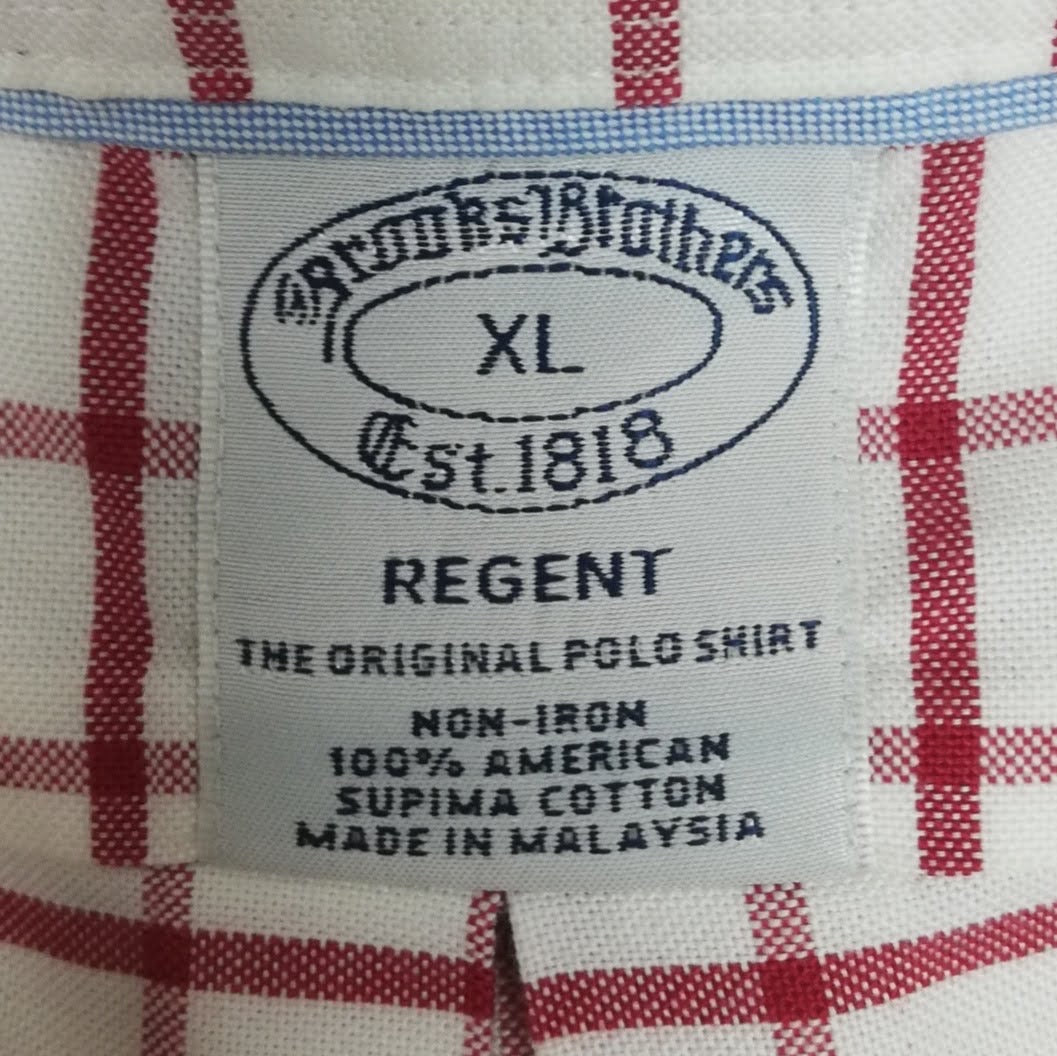 Brooks Brothers
XL
Est. 1818
REGENT
THE ORIGINAL POLO SHIRT
NON-IRON
100% AMERICAN
SUPIMA COTTON
MADE IN MALAYSIA